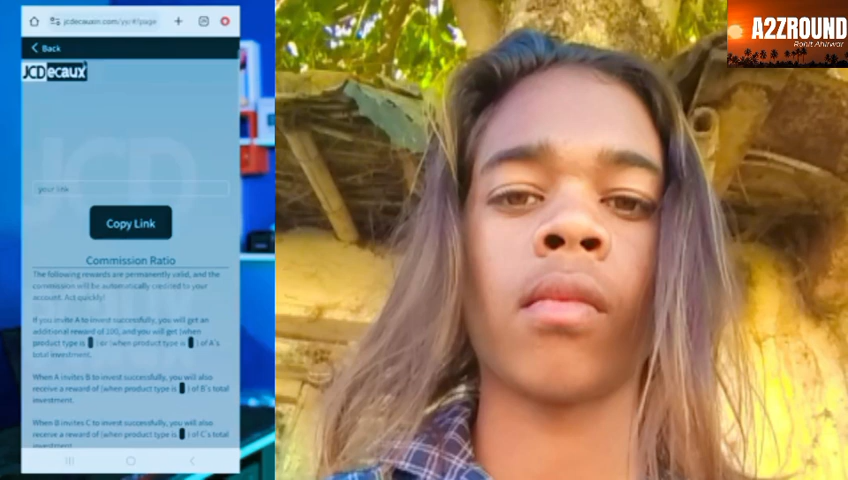 jcdecauxin.com/yy/#/page
Back
JCDecaux
JCD
your link
Copy Link
Commission Ratio
The following rewards are permanently valid, and the
commission will be automatically credited to your
account. Act quickly!
If you invite A to invest successfully, you will get an
additional reward of 100, and you will get (when
product type is ) or (when product type is ) of A's
total investment.
When A invites B to invest successfully, you will also
receive a reward of (when product type is ) of B's total
investment.
When B invites C to invest successfully, you will also
receive a reward of (when product type is ) of C's total
investment
A2ZROUND
Rohit Ahirwar